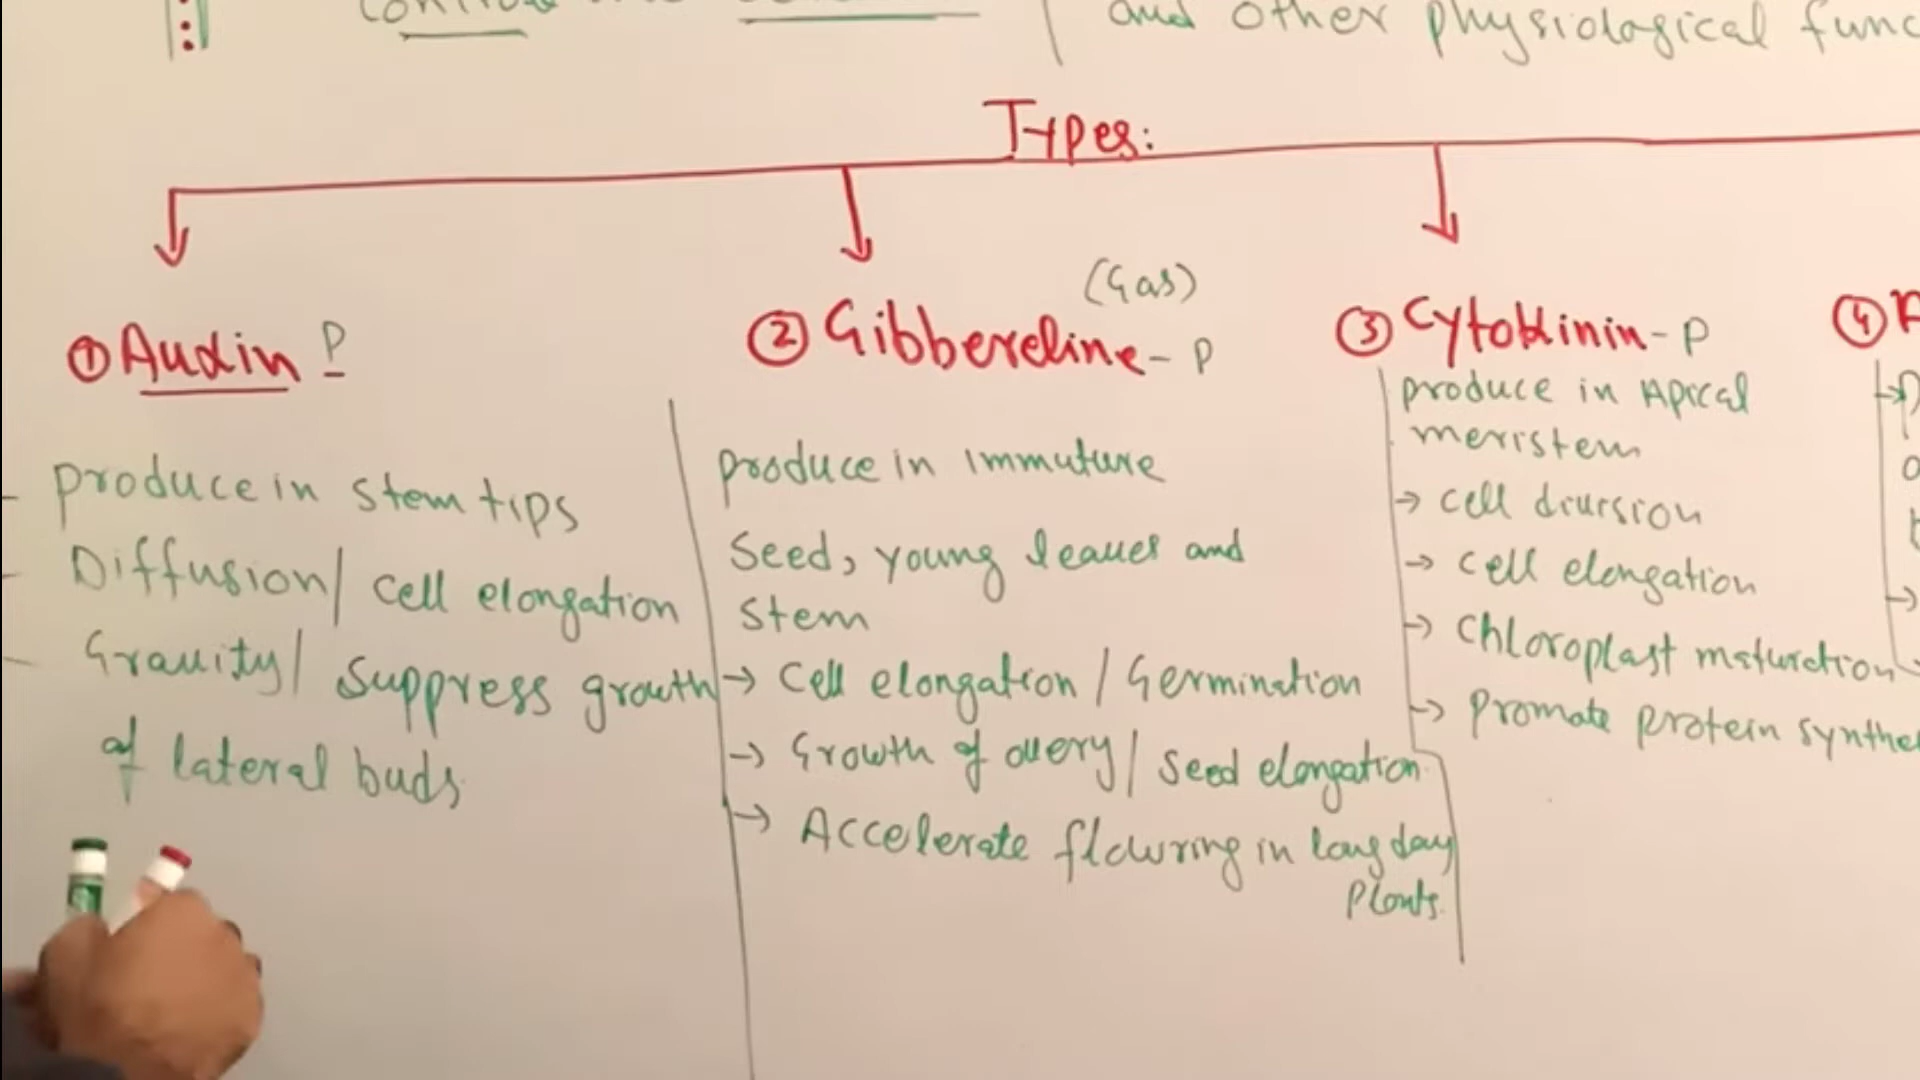 and other physiological func
Types:
① Auxin P
- Produce in stem tips
- Diffusion / cell elongation
- Gravity / suppress growth
of lateral buds
(Gas)
② Gibbereline - P
produce in immuture
seed, young leaves and
stem
→ cell elongation / Germination
→ Growth of overy / seed elongation
→ Accelerate flowring in long day
Plants.
③ Cytokinin - P
produce in Apical
meristem
→ cell division
→ cell elongation
→ Chloroplast maturation
→ Promate protein synthe
④